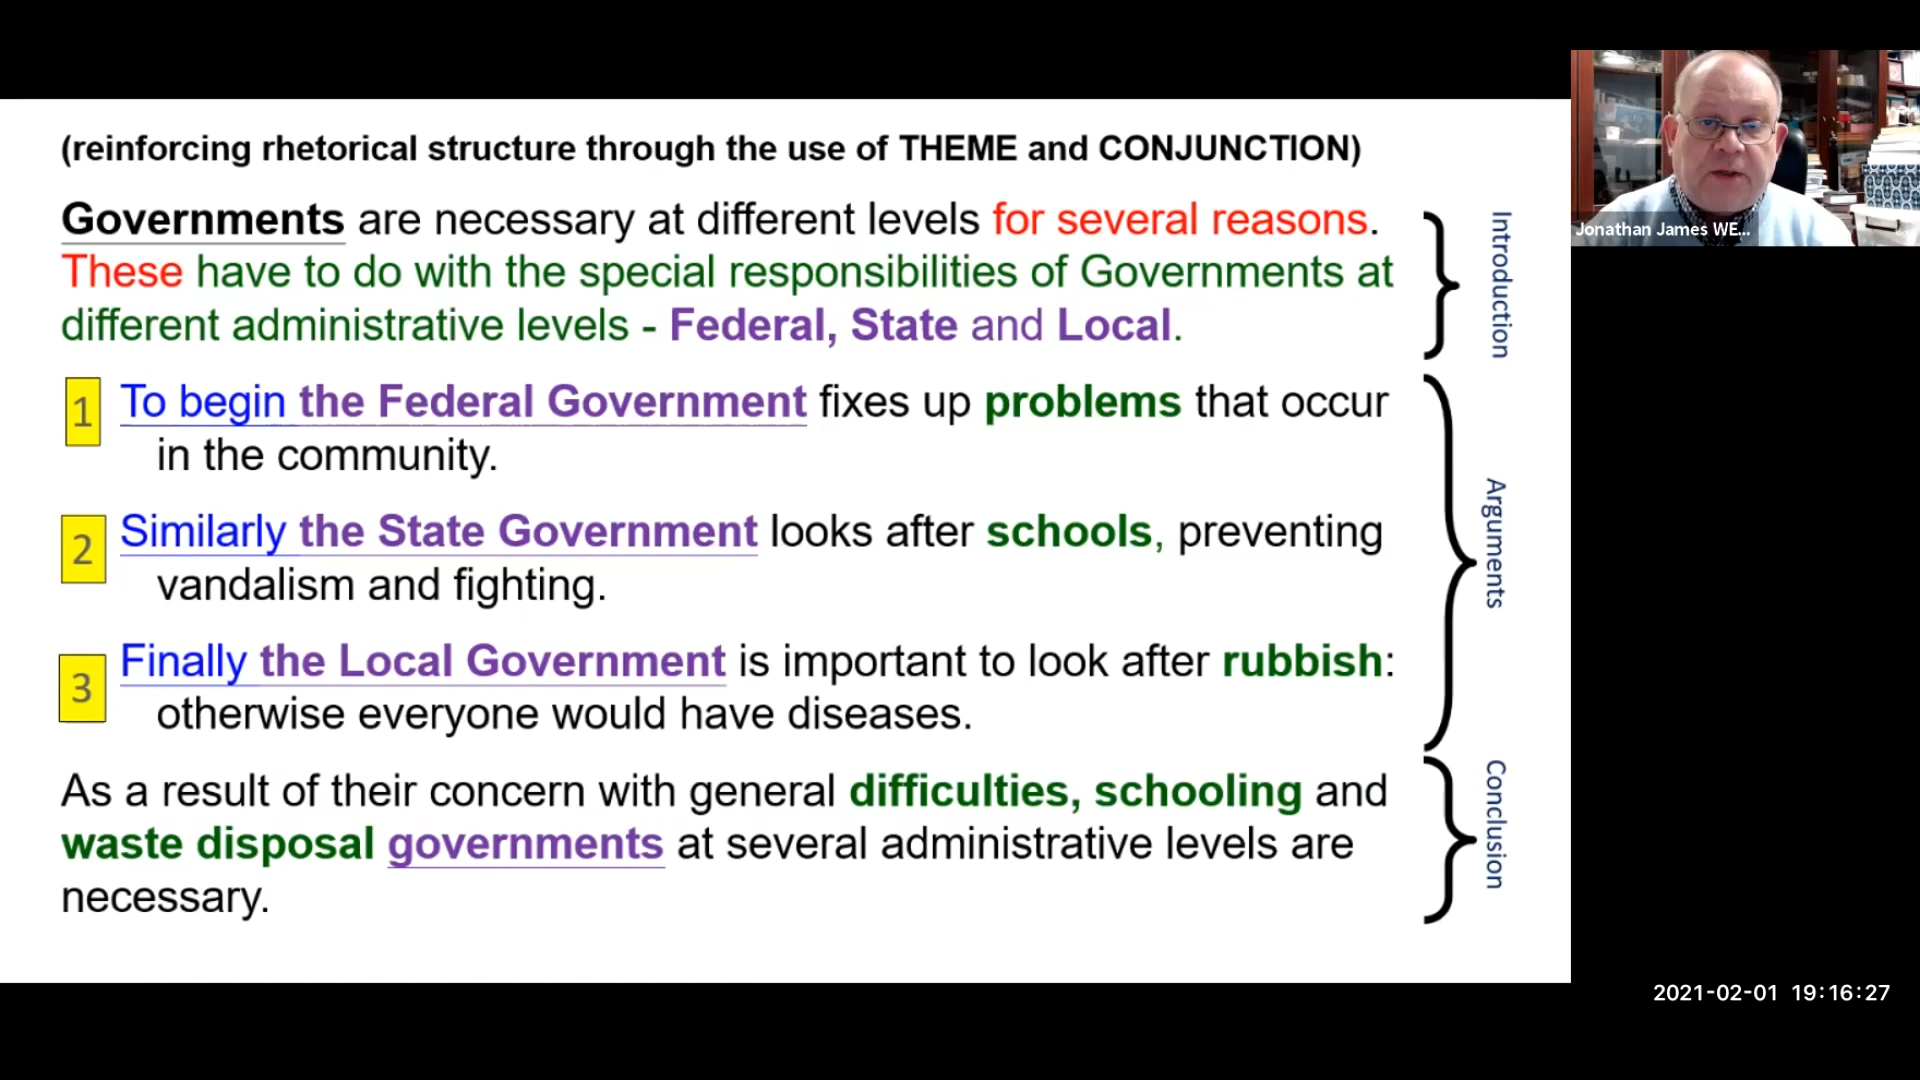 (reinforcing rhetorical structure through the use of THEME and CONJUNCTION)
Governments are necessary at different levels for several reasons.
These have to do with the special responsibilities of Governments at
different administrative levels - Federal, State and Local.
1 To begin the Federal Government fixes up problems that occur
in the community.
2 Similarly the State Government looks after schools, preventing
vandalism and fighting.
3 Finally the Local Government is important to look after rubbish:
otherwise everyone would have diseases.
As a result of their concern with general difficulties, schooling and
waste disposal governments at several administrative levels are
necessary.
Introduction
Arguments
Conclusion
Jonathan James WE...
2021-02-01 19:16:27